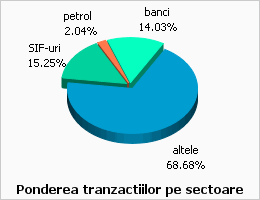 petrol
2.04%
banci
14.03%
SIF-uri
15.25%
altele
68.68%
Ponderea tranzactiilor pe sectoare